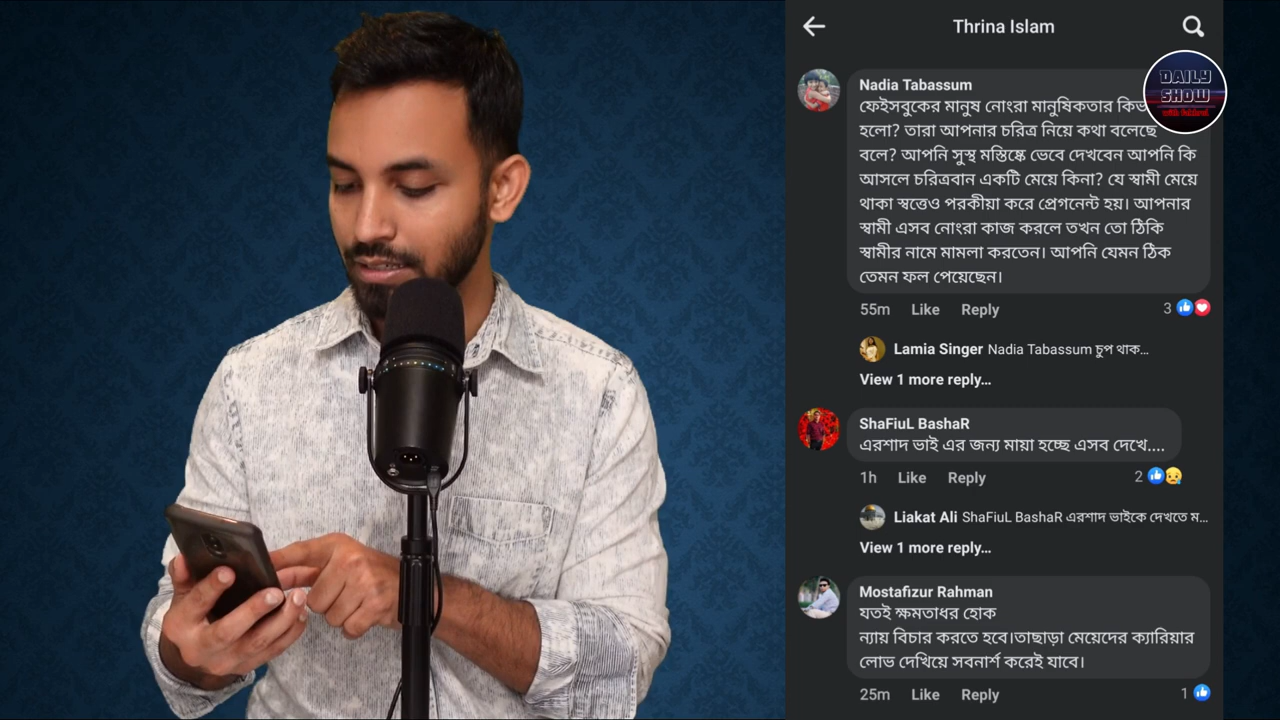 Thrina Islam
DAILY
SHOW
Nadia Tabassum
ফেইসবুকের মানুষ নোংরা মানুষিকতার
হলো? তারা আপনার চরিত্র নিয়ে কথা বলেছে
বলে? আপনি সুস্থ মস্তিষ্কে ভেবে দেখবেন আপনি কি
আসলে চরিত্রবান একটি মেয়ে কিনা? যে স্বামী মেয়ে
থাকা স্বত্তেও পরকীয়া করে প্রেগনেন্ট হয়। আপনার
স্বামী এসব নোংরা কাজ করলে তখন তো ঠিকি
স্বামীর নামে মামলা করতেন। আপনি যেমন ঠিক
তেমন ফল পেয়েছেন।
55m Like Reply 3
Lamia Singer Nadia Tabassum চুপ থাক...
View 1 more reply...
ShaFiuL BashaR
এরশাদ ভাই এর জন্য মায়া হচ্ছে এসব দেখে....
1h Like Reply 2
Liakat Ali ShaFiuL BashaR এরশাদ ভাইকে দেখতে ম...
View 1 more reply...
Mostafizur Rahman
যতই ক্ষমতাধর হোক
ন্যায় বিচার করতে হবে।তাছাড়া মেয়েদের ক্যারিয়ার
লোভ দেখিয়ে সবনার্শ করেই যাবে।
25m Like Reply 1